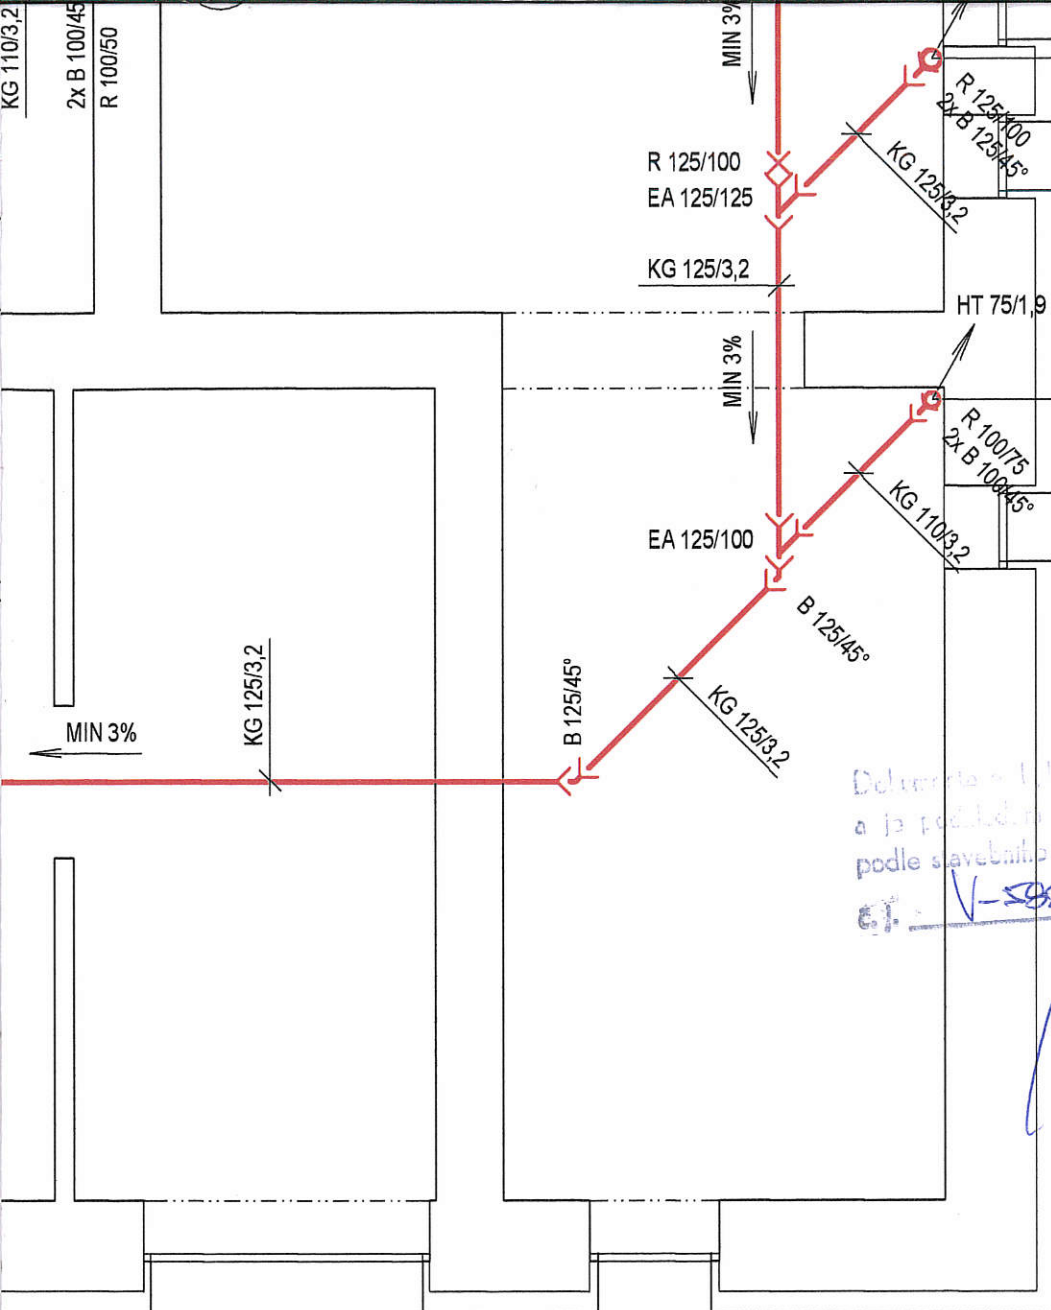 KG 110/3,2
2x B 100/45
R 100/50
MIN 3%
R 125/100
2x B 125/45°
KG 125/3,2
R 125/100
EA 125/125
KG 125/3,2
HT 75/1,9
MIN 3%
R 100/75
2x B 100/45°
KG 110/3,2
EA 125/100
B 125/45°
KG 125/3,2
B 125/45°
KG 125/3,2
MIN 3%
a je
podle stavebního
č.j. V-